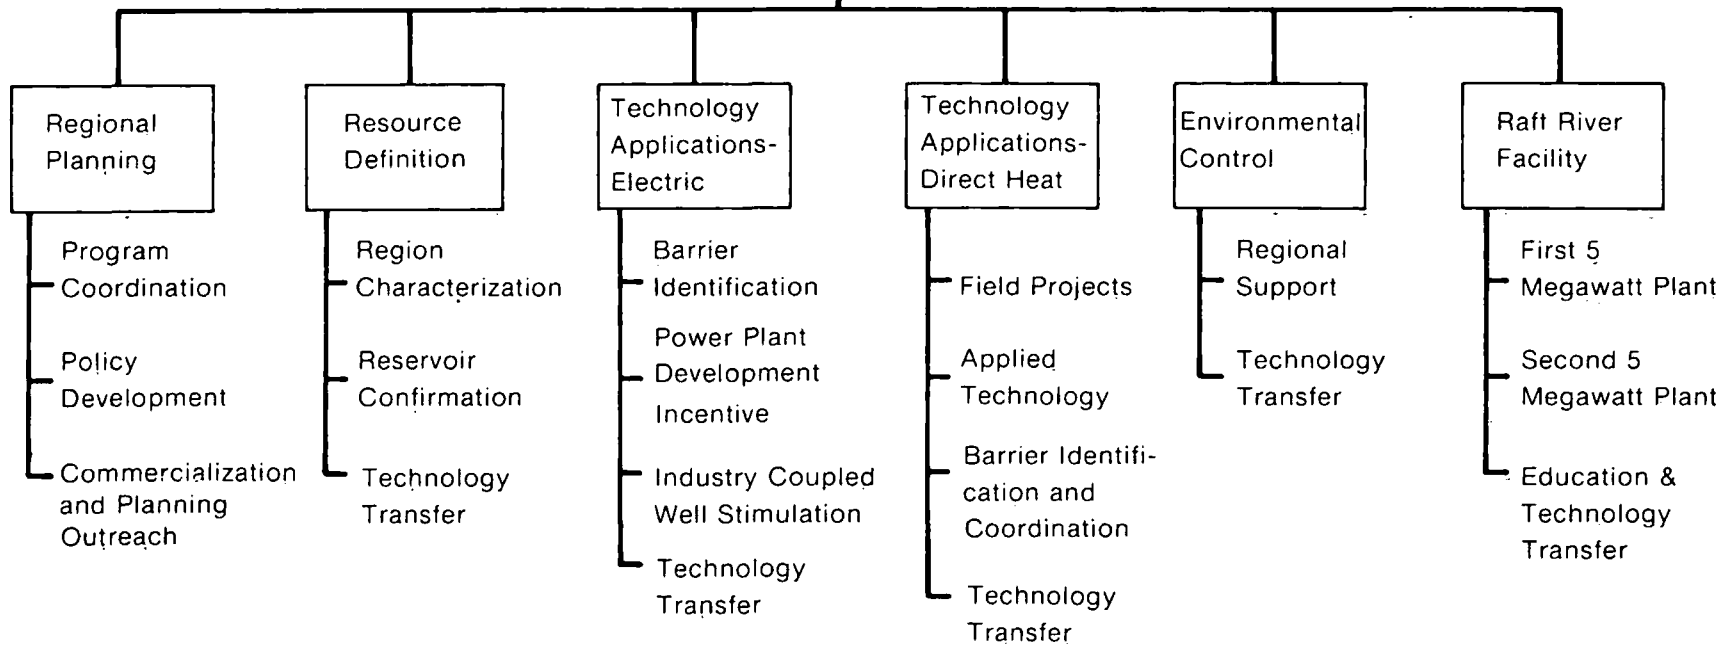 Regional
Planning
Program
Coordination
Policy
Development
Commercialization
and Planning
Outreach
Resource
Definition
Region
Characterization
Reservoir
Confirmation
Technology
Transfer
Technology
Applications-
Electric
Barrier
Identification
Power Plant
Development
Incentive
Industry Coupled
Well Stimulation
Technology
Transfer
Technology
Applications-
Direct Heat
Field Projects
Applied
Technology
Barrier Identifi-
cation and
Coordination
Technology
Transfer
Environmental
Control
Regional
Support
Technology
Transfer
Raft River
Facility
First 5
Megawatt Plant
Second 5
Megawatt Plant
Education &
Technology
Transfer